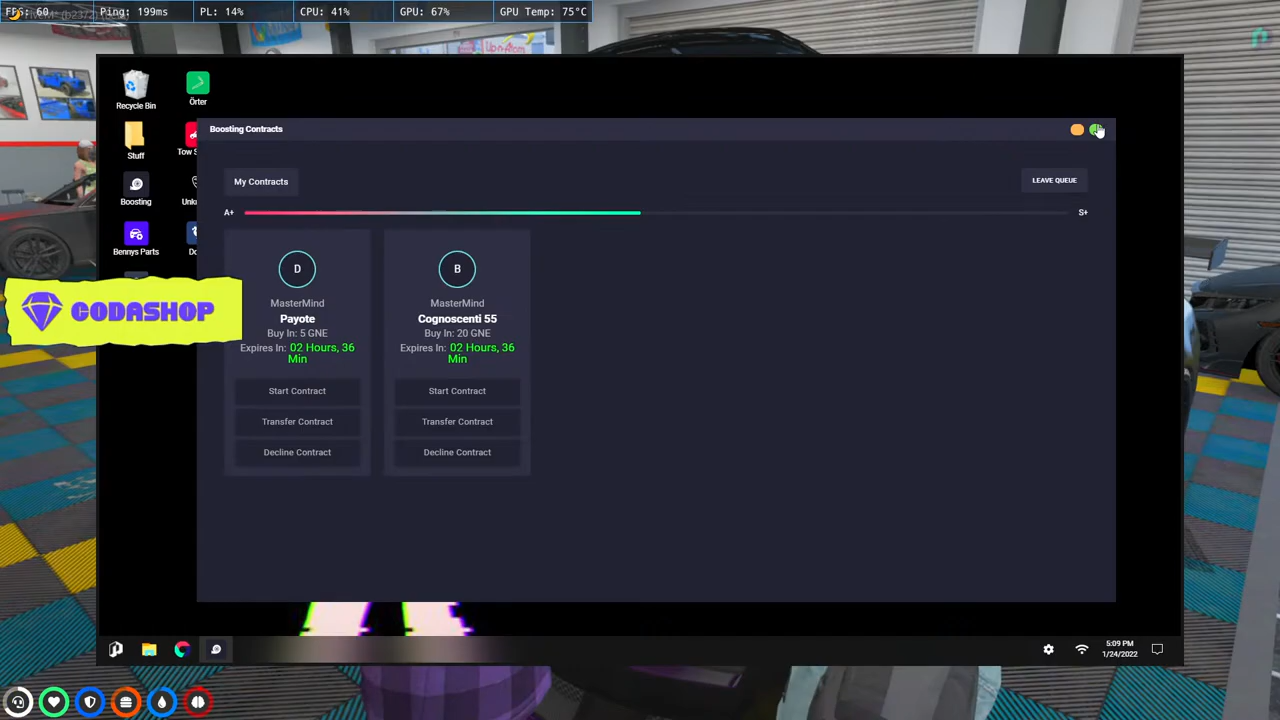 FPS: 60
Ping: 199ms
PL: 14%
CPU: 41%
GPU: 67%
GPU Temp: 75°C
Recycle Bin
Örter
Stuff
Tow S
Boosting
Unk
Bennys Parts
Do
Boosting Contracts
My Contracts
LEAVE QUEUE
A+
S+
D
MasterMind
Payote
Buy In: 5 GNE
Expires In: 02 Hours, 36
Min
Start Contract
Transfer Contract
Decline Contract
B
MasterMind
Cognoscenti 55
Buy In: 20 GNE
Expires In: 02 Hours, 36
Min
Start Contract
Transfer Contract
Decline Contract
CODASHOP
5:09 PM
1/24/2022